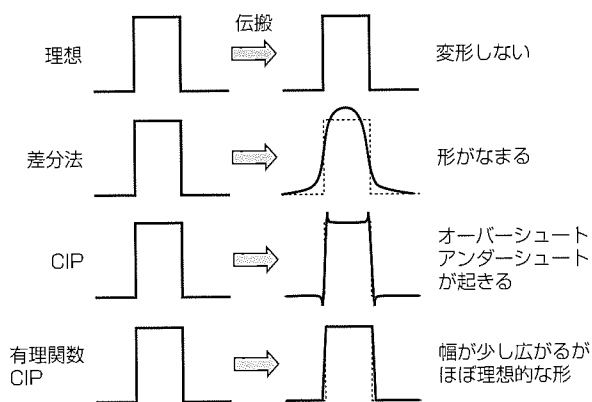 伝搬
理想
変形しない
差分法
形がなまる
CIP
オーバーシュート
アンダーシュート
が起きる
有理関数
CIP
幅が少し広がるが
ほぼ理想的な形